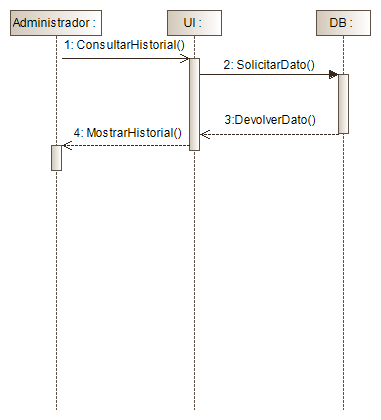 Administrador :
UI :
DB :
1: ConsultarHistorial()
2: SolicitarDato()
3:DevolverDato()
4: MostrarHistorial()